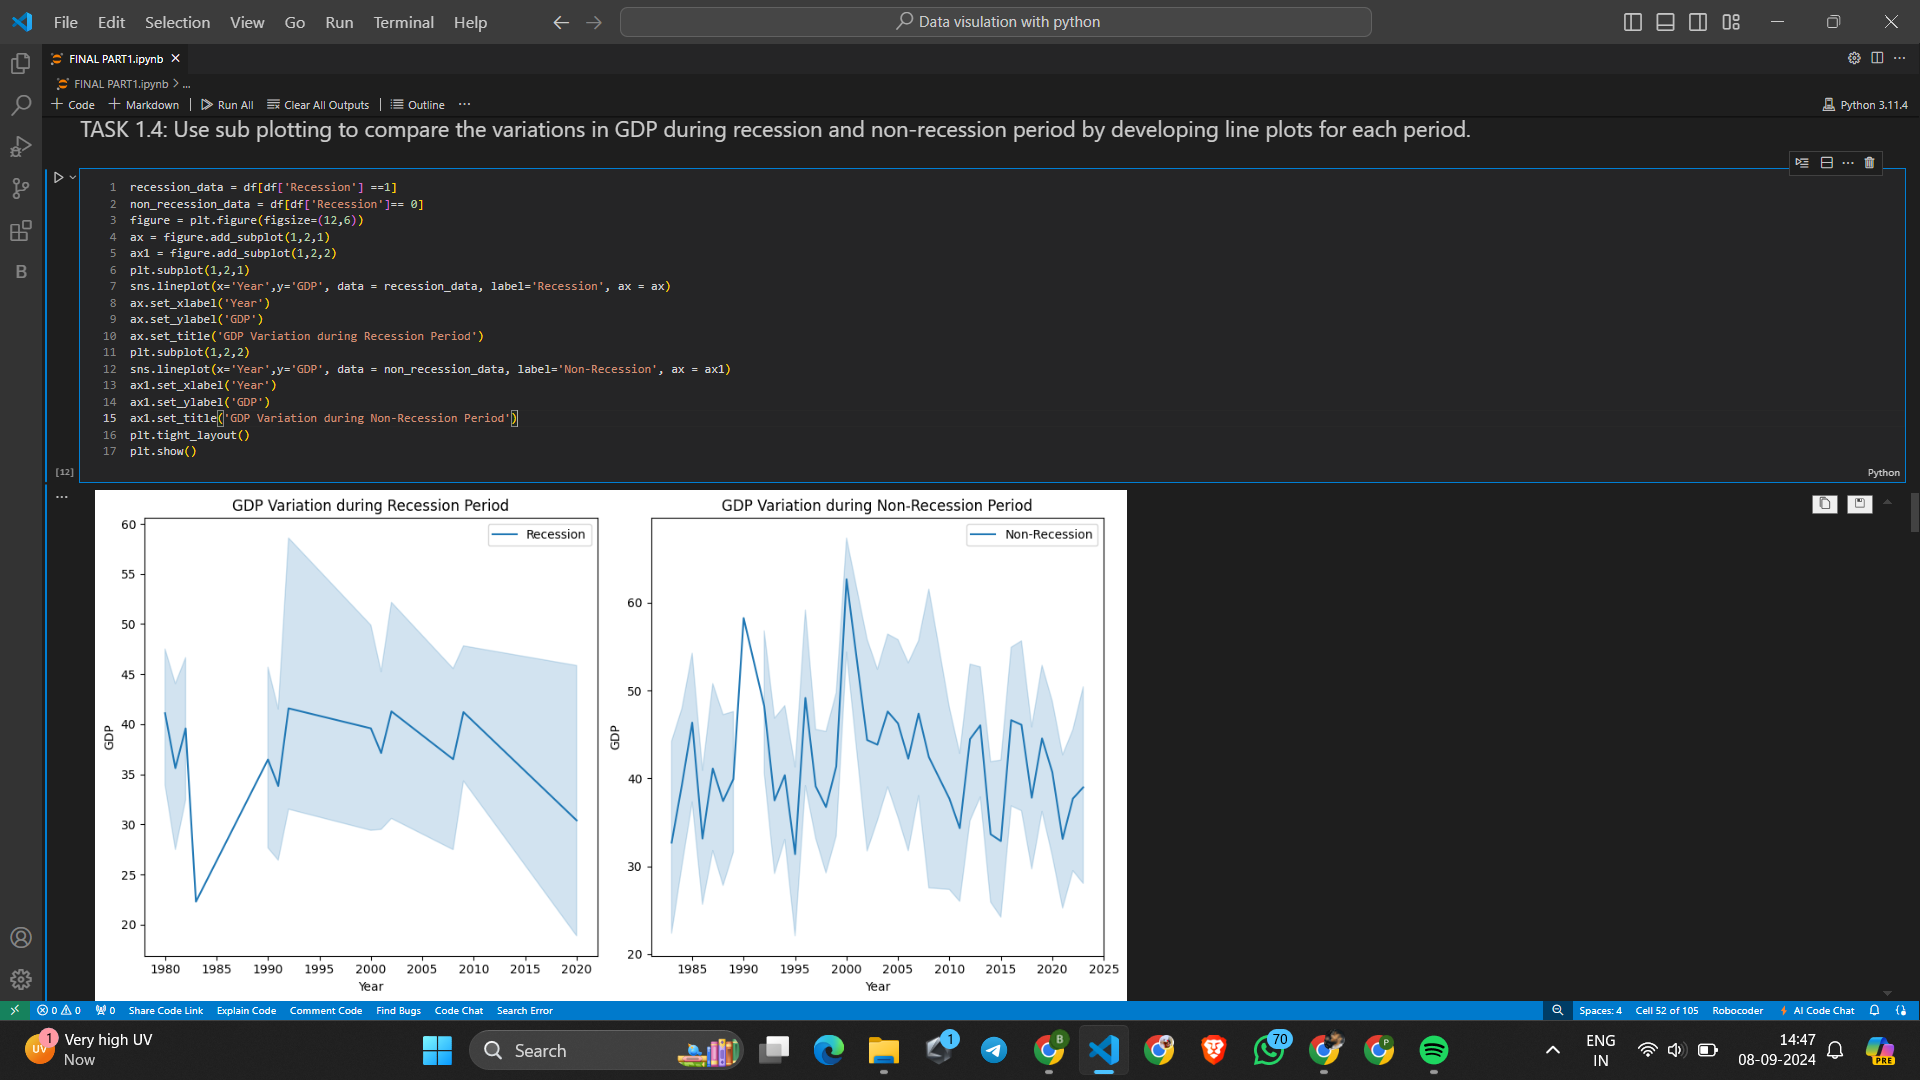 File Edit Selection View Go Run Terminal Help
Data visulation with python
FINAL PART1.ipynb
FINAL PART1.ipynb > ...
+ Code + Markdown | Run All Clear All Outputs | Outline ...
Python 3.11.4
TASK 1.4: Use sub plotting to compare the variations in GDP during recession and non-recession period by developing line plots for each period.
1 recession_data = df[df['Recession'] ==1]
2 non_recession_data = df[df['Recession']== 0]
3 figure = plt.figure(figsize=(12,6))
4 ax = figure.add_subplot(1,2,1)
5 ax1 = figure.add_subplot(1,2,2)
6 plt.subplot(1,2,1)
7 sns.lineplot(x='Year',y='GDP', data = recession_data, label='Recession', ax = ax)
8 ax.set_xlabel('Year')
9 ax.set_ylabel('GDP')
10 ax.set_title('GDP Variation during Recession Period')
11 plt.subplot(1,2,2)
12 sns.lineplot(x='Year',y='GDP', data = non_recession_data, label='Non-Recession', ax = ax1)
13 ax1.set_xlabel('Year')
14 ax1.set_ylabel('GDP')
15 ax1.set_title('GDP Variation during Non-Recession Period')
16 plt.tight_layout()
17 plt.show()
[12]
Python
GDP Variation during Recession Period
Recession
60
55
50
45
40
35
30
25
20
GDP
1980 1985 1990 1995 2000 2005 2010 2015 2020
Year
GDP Variation during Non-Recession Period
Non-Recession
60
50
40
30
20
GDP
1985 1990 1995 2000 2005 2010 2015 2020 2025
Year
0 0 0 Share Code Link Explain Code Comment Code Find Bugs Code Chat Search Error
Spaces: 4 Cell 52 of 105 Robocoder AI Code Chat
UV 1
Very high UV
Now
Search
1
B
70
P
ENG
IN
14:47
08-09-2024
PRE